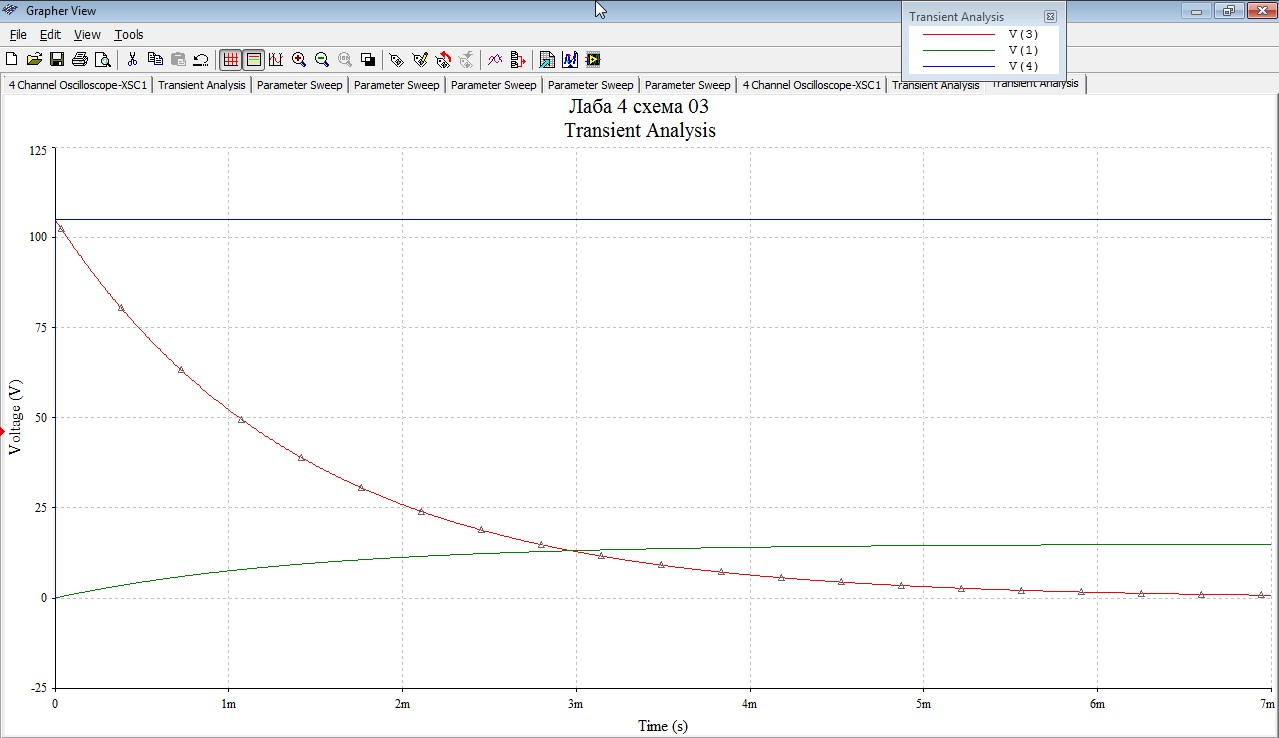 Grapher View
File Edit View Tools
Transient Analysis
V(3)
V(1)
V(4)
4 Channel Oscilloscope-XSC1 Transient Analysis Parameter Sweep Parameter Sweep Parameter Sweep Parameter Sweep Parameter Sweep 4 Channel Oscilloscope-XSC1 Transient Analysis Transient Analysis
Лаба 4 схема 03
Transient Analysis
125
100
75
50
25
0
-25
Voltage (V)
0 1m 2m 3m 4m 5m 6m 7m
Time (s)